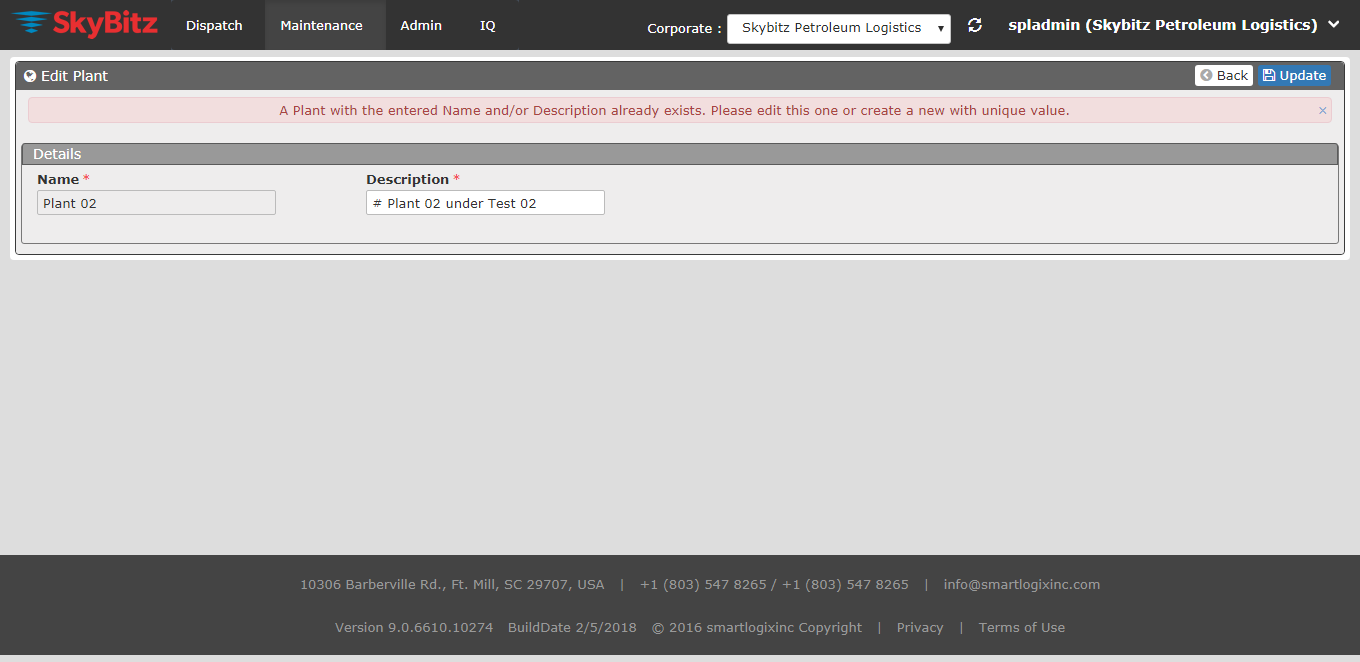 SkyBitz Dispatch Maintenance Admin IQ Corporate : Skybitz Petroleum Logistics spladmin (Skybitz Petroleum Logistics)
Edit Plant Back Update
A Plant with the entered Name and/or Description already exists. Please edit this one or create a new with unique value. ×
Details
Name * Description *
Plant 02 # Plant 02 under Test 02
10306 Barberville Rd., Ft. Mill, SC 29707, USA | +1 (803) 547 8265 / +1 (803) 547 8265 | info@smartlogixinc.com
Version 9.0.6610.10274 BuildDate 2/5/2018 © 2016 smartlogixinc Copyright | Privacy | Terms of Use